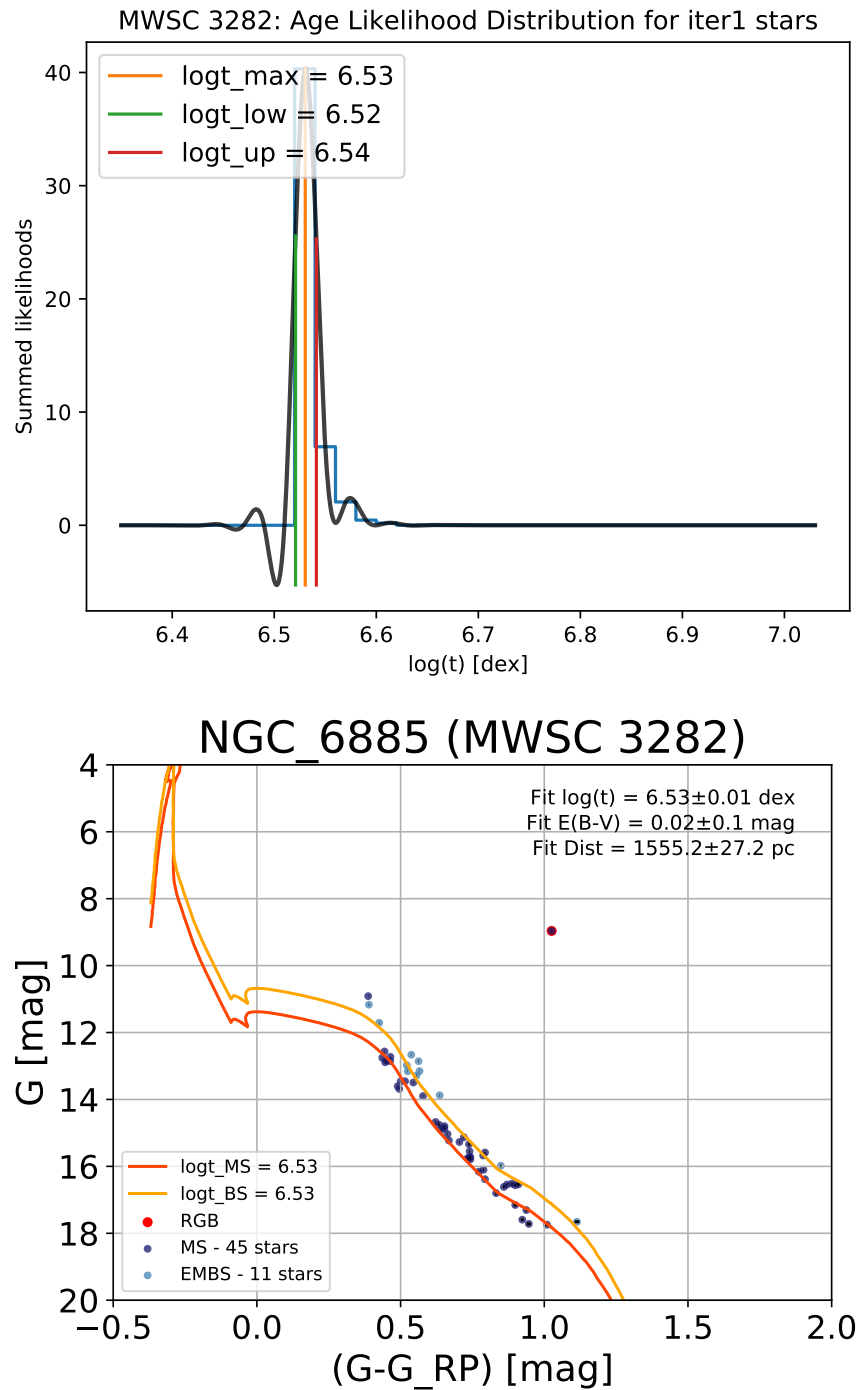 MWSC 3282: Age Likelihood Distribution for iter1 stars
40
30
20
10
0
Summed likelihoods
logt_max = 6.53
logt_low = 6.52
logt_up = 6.54
6.4 6.5 6.6 6.7 6.8 6.9 7.0
log(t) [dex]
NGC_6885 (MWSC 3282)
4
6
8
10
12
14
16
18
20
G [mag]
Fit log(t) = 6.53±0.01 dex
Fit E(B-V) = 0.02±0.1 mag
Fit Dist = 1555.2±27.2 pc
logt_MS = 6.53
logt_BS = 6.53
RGB
MS - 45 stars
EMBS - 11 stars
−0.5 0.0 0.5 1.0 1.5 2.0
(G-G_RP) [mag]